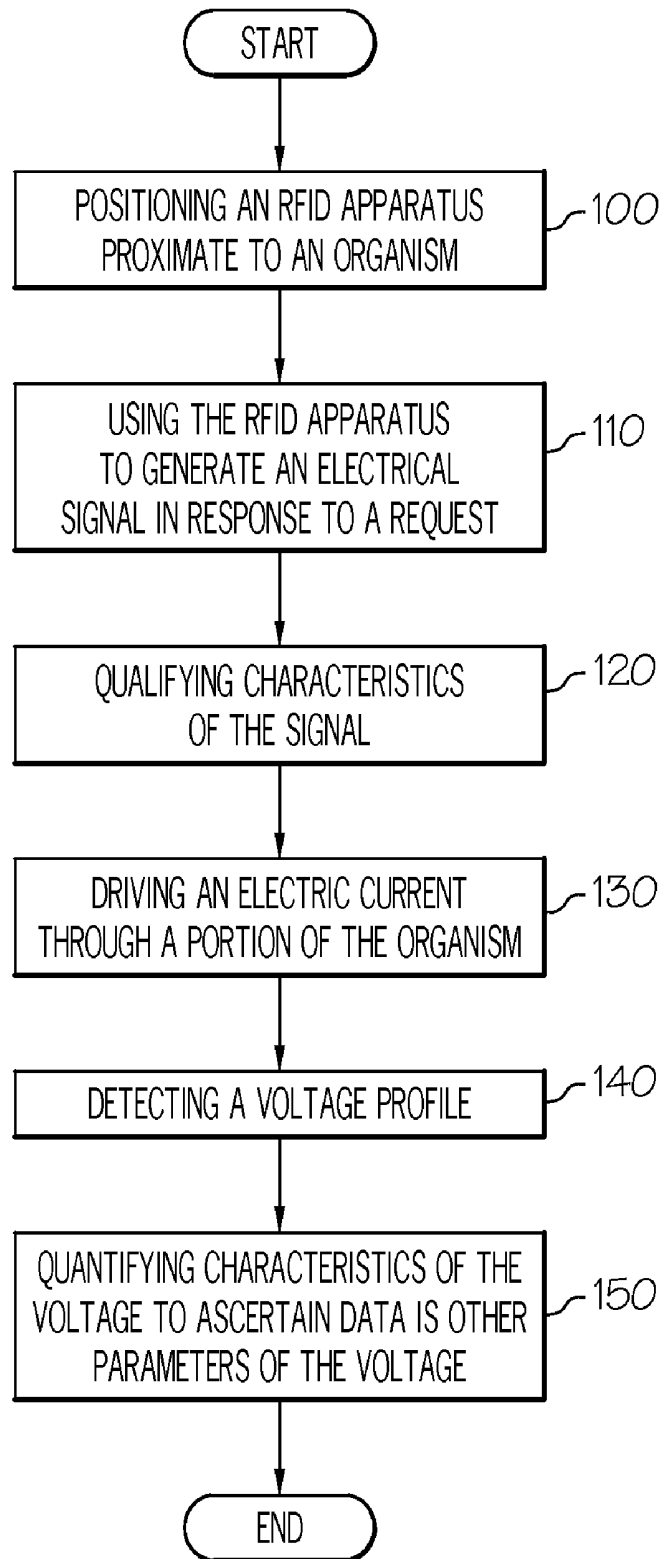 START
POSITIONING AN RFID APPARATUS
PROXIMATE TO AN ORGANISM
100
USING THE RFID APPARATUS
TO GENERATE AN ELECTRICAL
SIGNAL IN RESPONSE TO A REQUEST
110
QUALIFYING CHARACTERISTICS
OF THE SIGNAL
120
DRIVING AN ELECTRIC CURRENT
THROUGH A PORTION OF THE ORGANISM
130
DETECTING A VOLTAGE PROFILE
140
QUANTIFYING CHARACTERISTICS OF THE
VOLTAGE TO ASCERTAIN DATA IS OTHER
PARAMETERS OF THE VOLTAGE
150
END